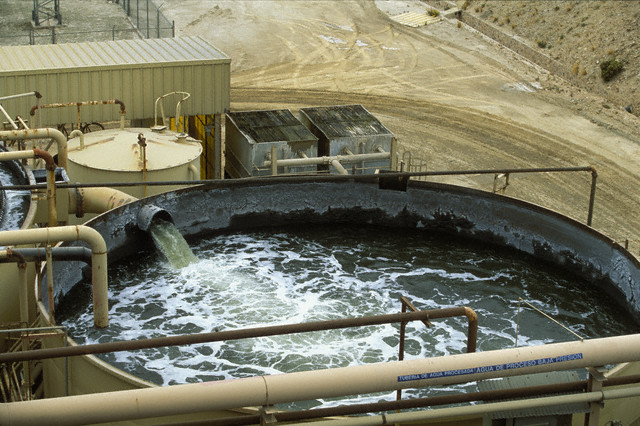 TUBERIA DE AGUA PROCESADA/AGUA DE PROCESO BAJA PRESION